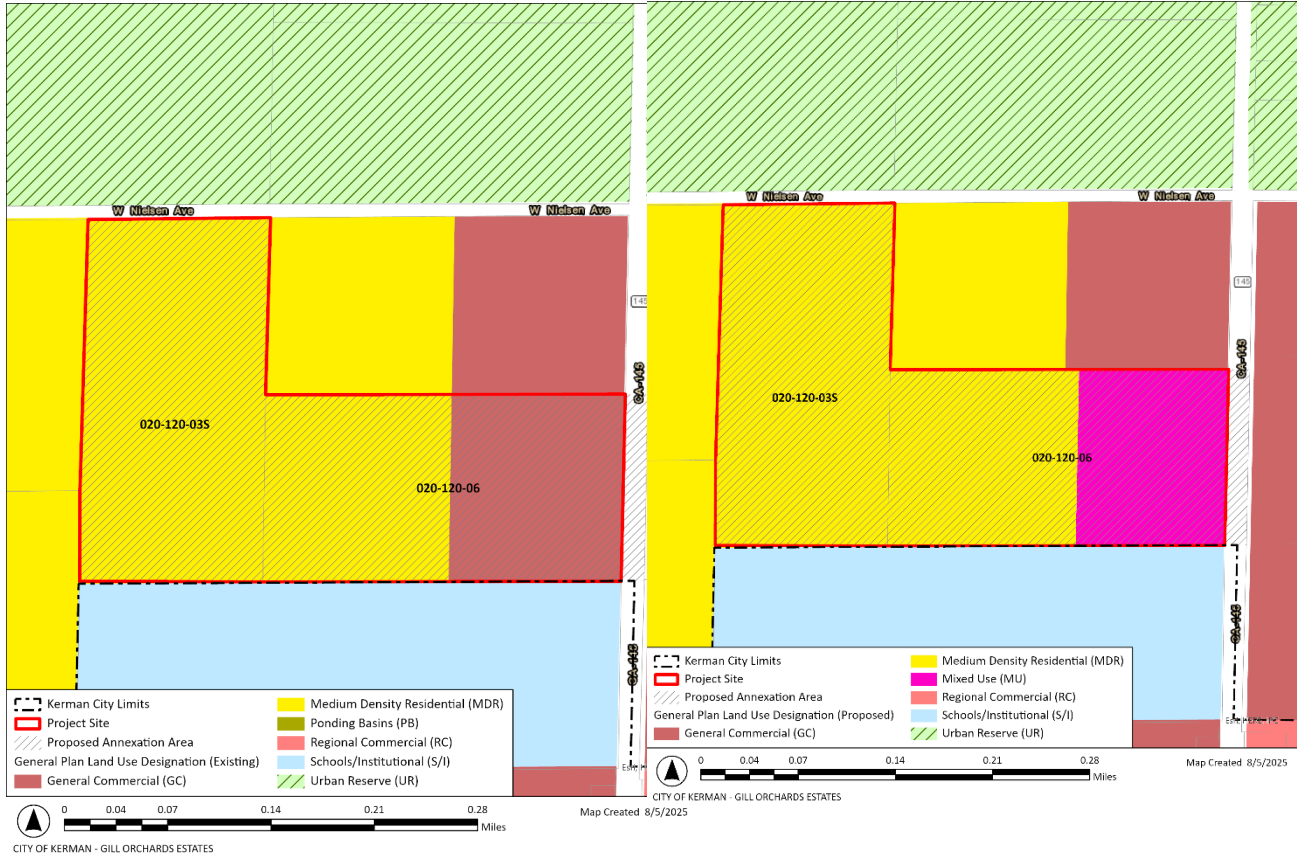 W Nielsen Ave
W Nielsen Ave
145
CA-145
020-120-03S
020-120-06
CA-145
Kerman City Limits
Project Site
Proposed Annexation Area
General Plan Land Use Designation (Existing)
General Commercial (GC)
Medium Density Residential (MDR)
Ponding Basins (PB)
Regional Commercial (RC)
Schools/Institutional (S/I)
Urban Reserve (UR)
0 0.04 0.07 0.14 0.21 0.28
Miles
Map Created 8/5/2025
CITY OF KERMAN - GILL ORCHARDS ESTATES
W Nielsen Ave
W Nielsen Ave
145
CA-145
020-120-03S
020-120-06
CA-145
Kerman City Limits
Project Site
Proposed Annexation Area
General Plan Land Use Designation (Proposed)
General Commercial (GC)
Medium Density Residential (MDR)
Mixed Use (MU)
Regional Commercial (RC)
Schools/Institutional (S/I)
Urban Reserve (UR)
0 0.04 0.07 0.14 0.21 0.28
Miles
Map Created 8/5/2025
CITY OF KERMAN - GILL ORCHARDS ESTATES